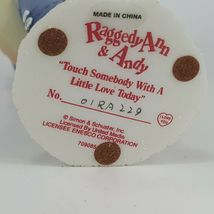 MADE IN CHINA
Raggedy Ann
& Andy
"Touch Somebody With A
Little Love Today"
No. 01RA229
© Simon & Schuster, Inc.
Licensed by United Media
LICENSEE ENESCO CORPORATION